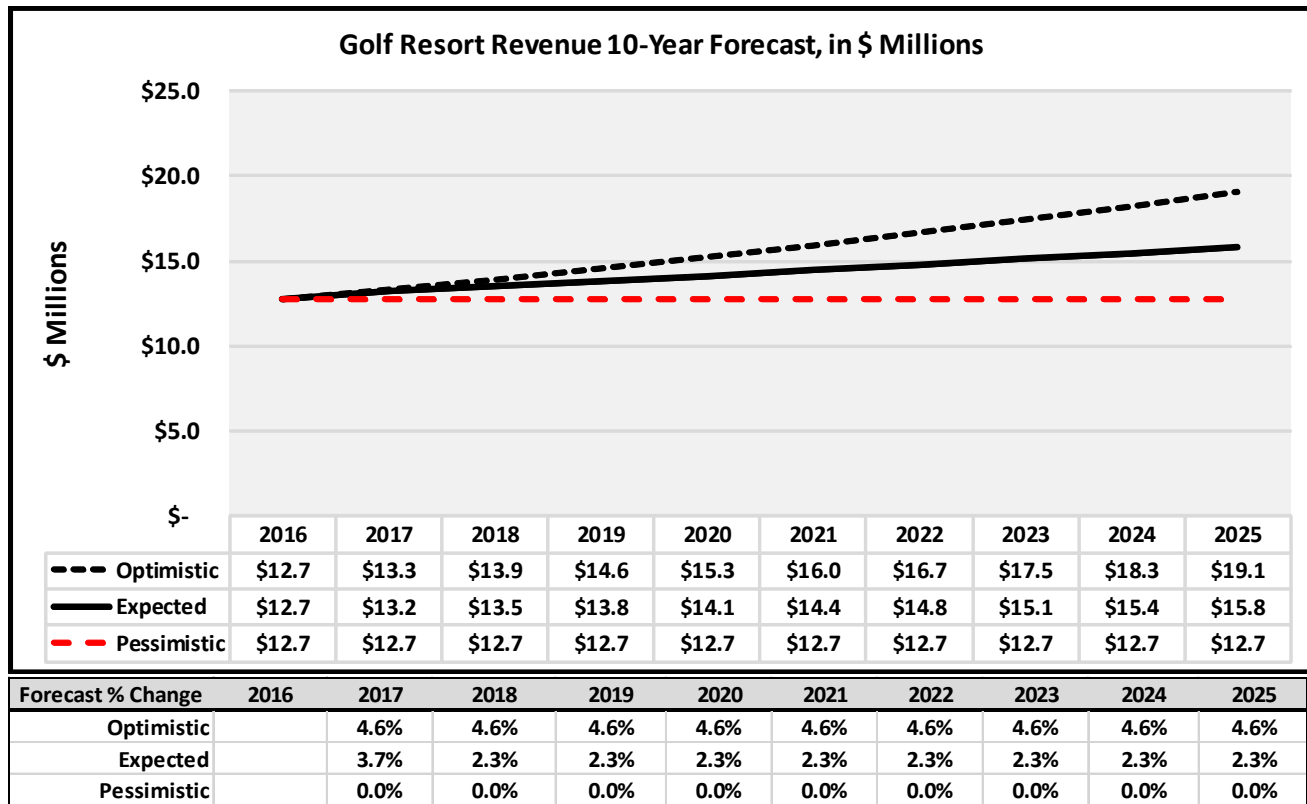 Golf Resort Revenue 10-Year Forecast, in $ Millions
$25.0
$20.0
$15.0
$10.0
$5.0
$-
$ Millions
2016 2017 2018 2019 2020 2021 2022 2023 2024 2025
Optimistic $12.7 $13.3 $13.9 $14.6 $15.3 $16.0 $16.7 $17.5 $18.3 $19.1
Expected $12.7 $13.2 $13.5 $13.8 $14.1 $14.4 $14.8 $15.1 $15.4 $15.8
Pessimistic $12.7 $12.7 $12.7 $12.7 $12.7 $12.7 $12.7 $12.7 $12.7 $12.7
Forecast % Change 2016 2017 2018 2019 2020 2021 2022 2023 2024 2025
Optimistic 4.6% 4.6% 4.6% 4.6% 4.6% 4.6% 4.6% 4.6% 4.6%
Expected 3.7% 2.3% 2.3% 2.3% 2.3% 2.3% 2.3% 2.3% 2.3%
Pessimistic 0.0% 0.0% 0.0% 0.0% 0.0% 0.0% 0.0% 0.0% 0.0%